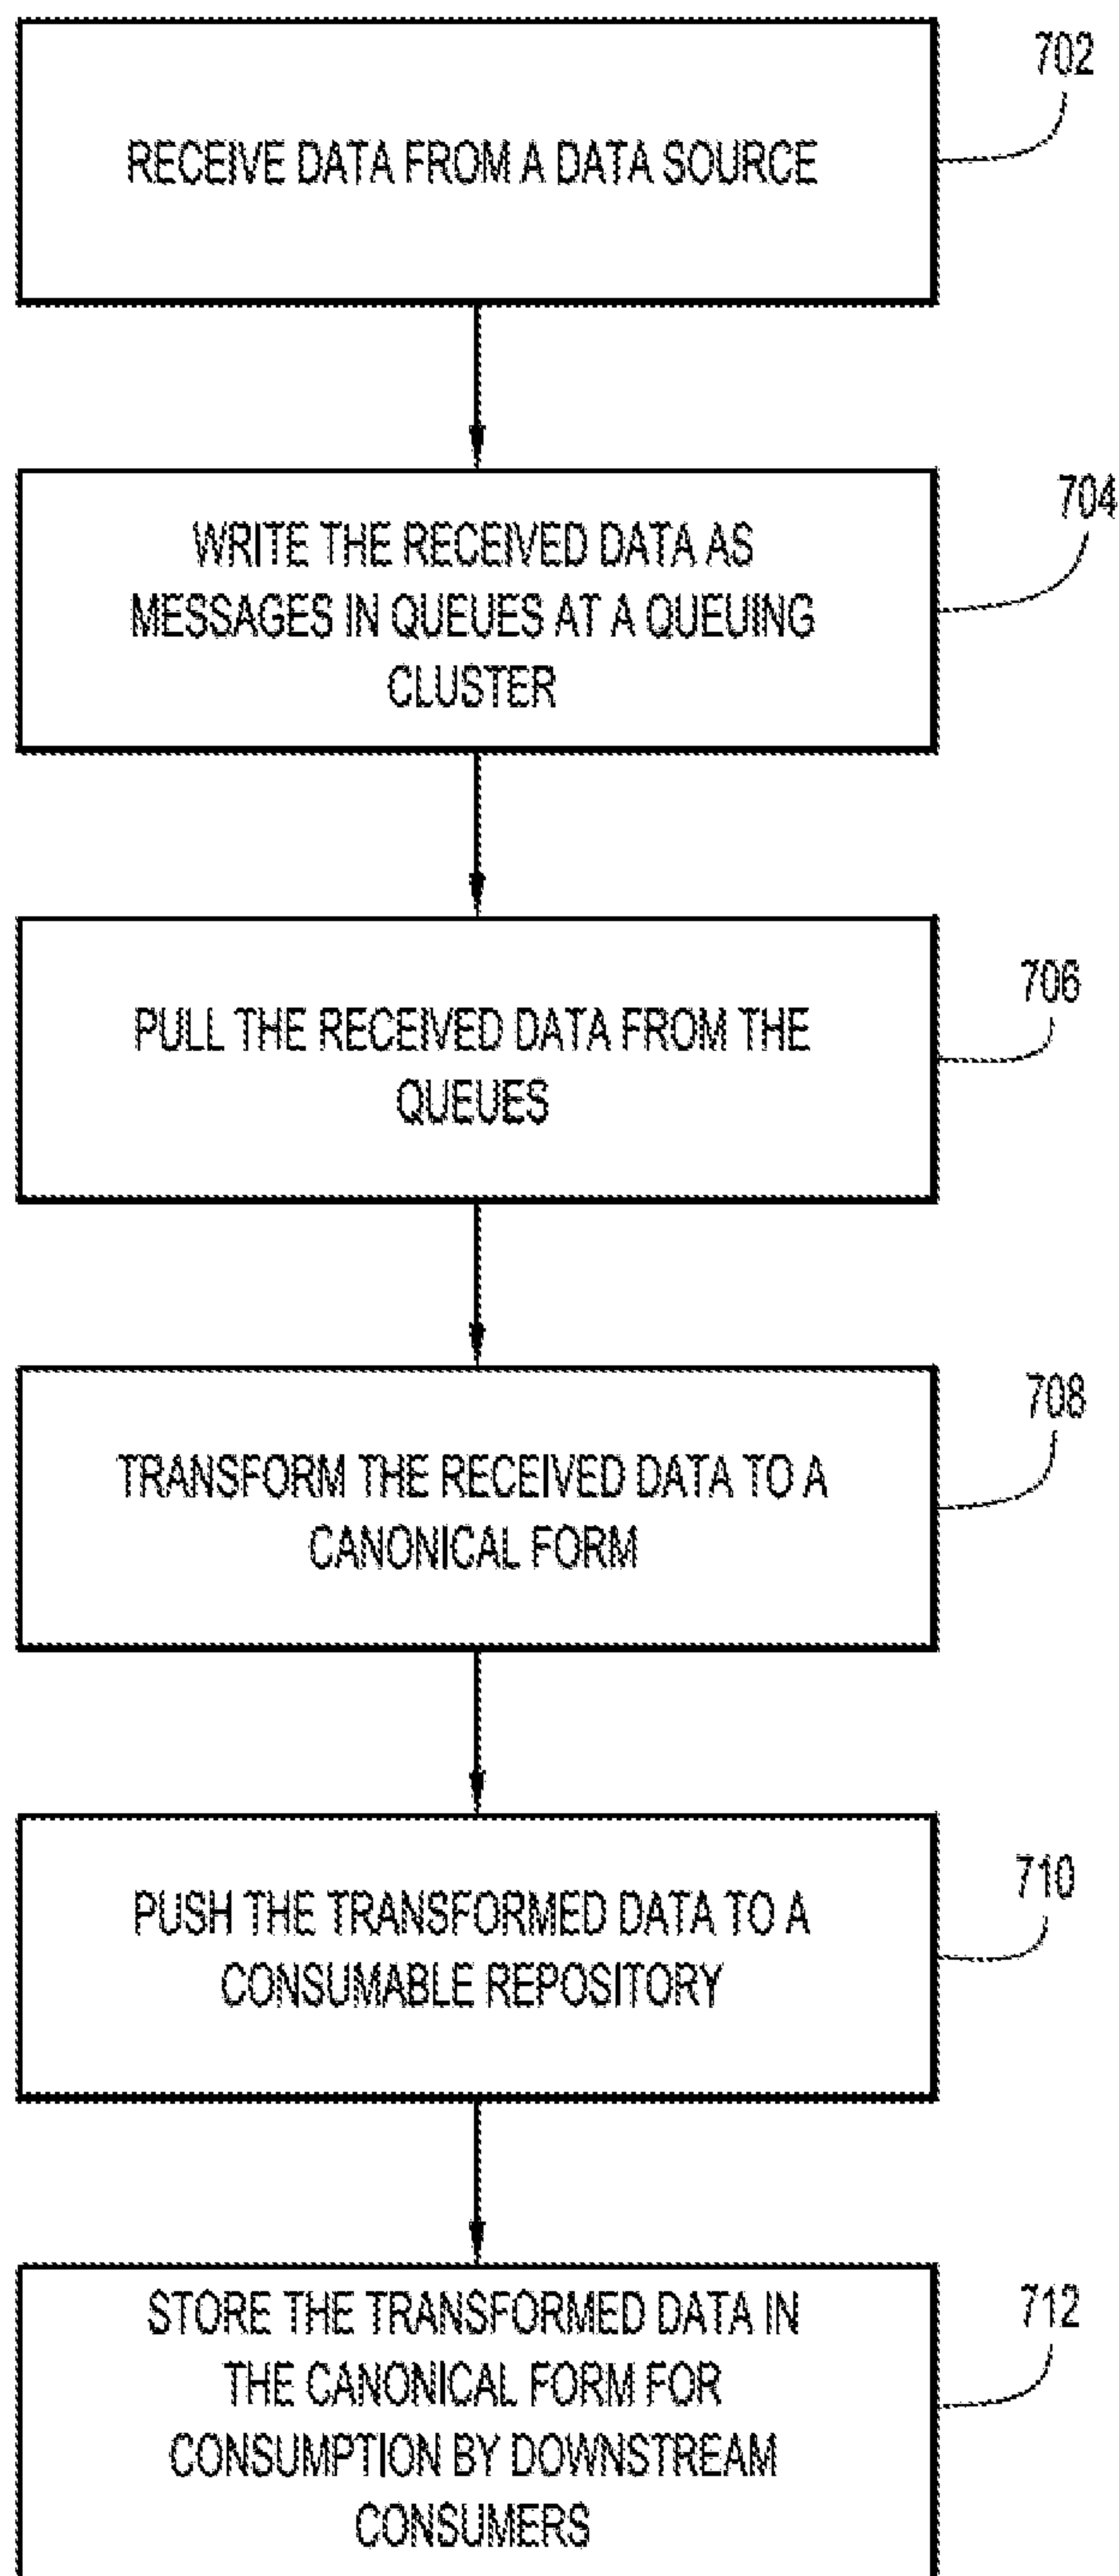 702
RECEIVE DATA FROM A DATA SOURCE
704
WRITE THE RECEIVED DATA AS
MESSAGES IN QUEUES AT A QUEUING
CLUSTER
706
PULL THE RECEIVED DATA FROM THE
QUEUES
708
TRANSFORM THE RECEIVED DATA TO A
CANONICAL FORM
710
PUSH THE TRANSFORMED DATA TO A
CONSUMABLE REPOSITORY
712
STORE THE TRANSFORMED DATA IN
THE CANONICAL FORM FOR
CONSUMPTION BY DOWNSTREAM
CONSUMERS